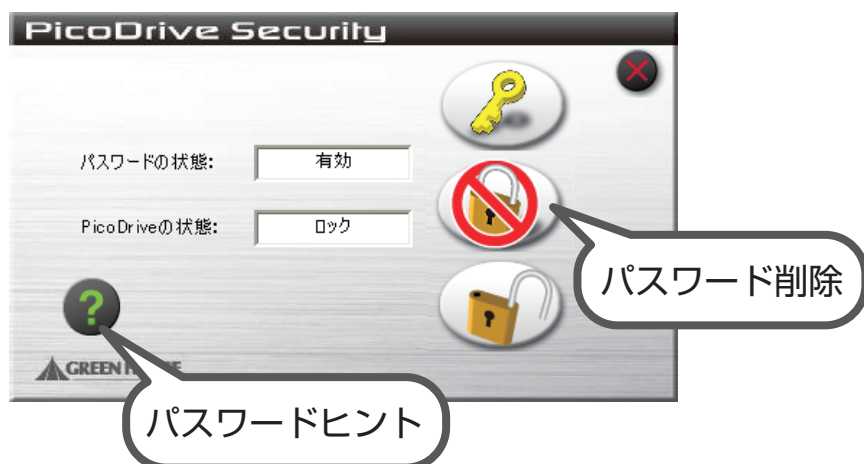 PicoDrive Security
パスワードの状態: 有効
PicoDriveの状態: ロック
パスワード削除
GREEN H
パスワードヒント